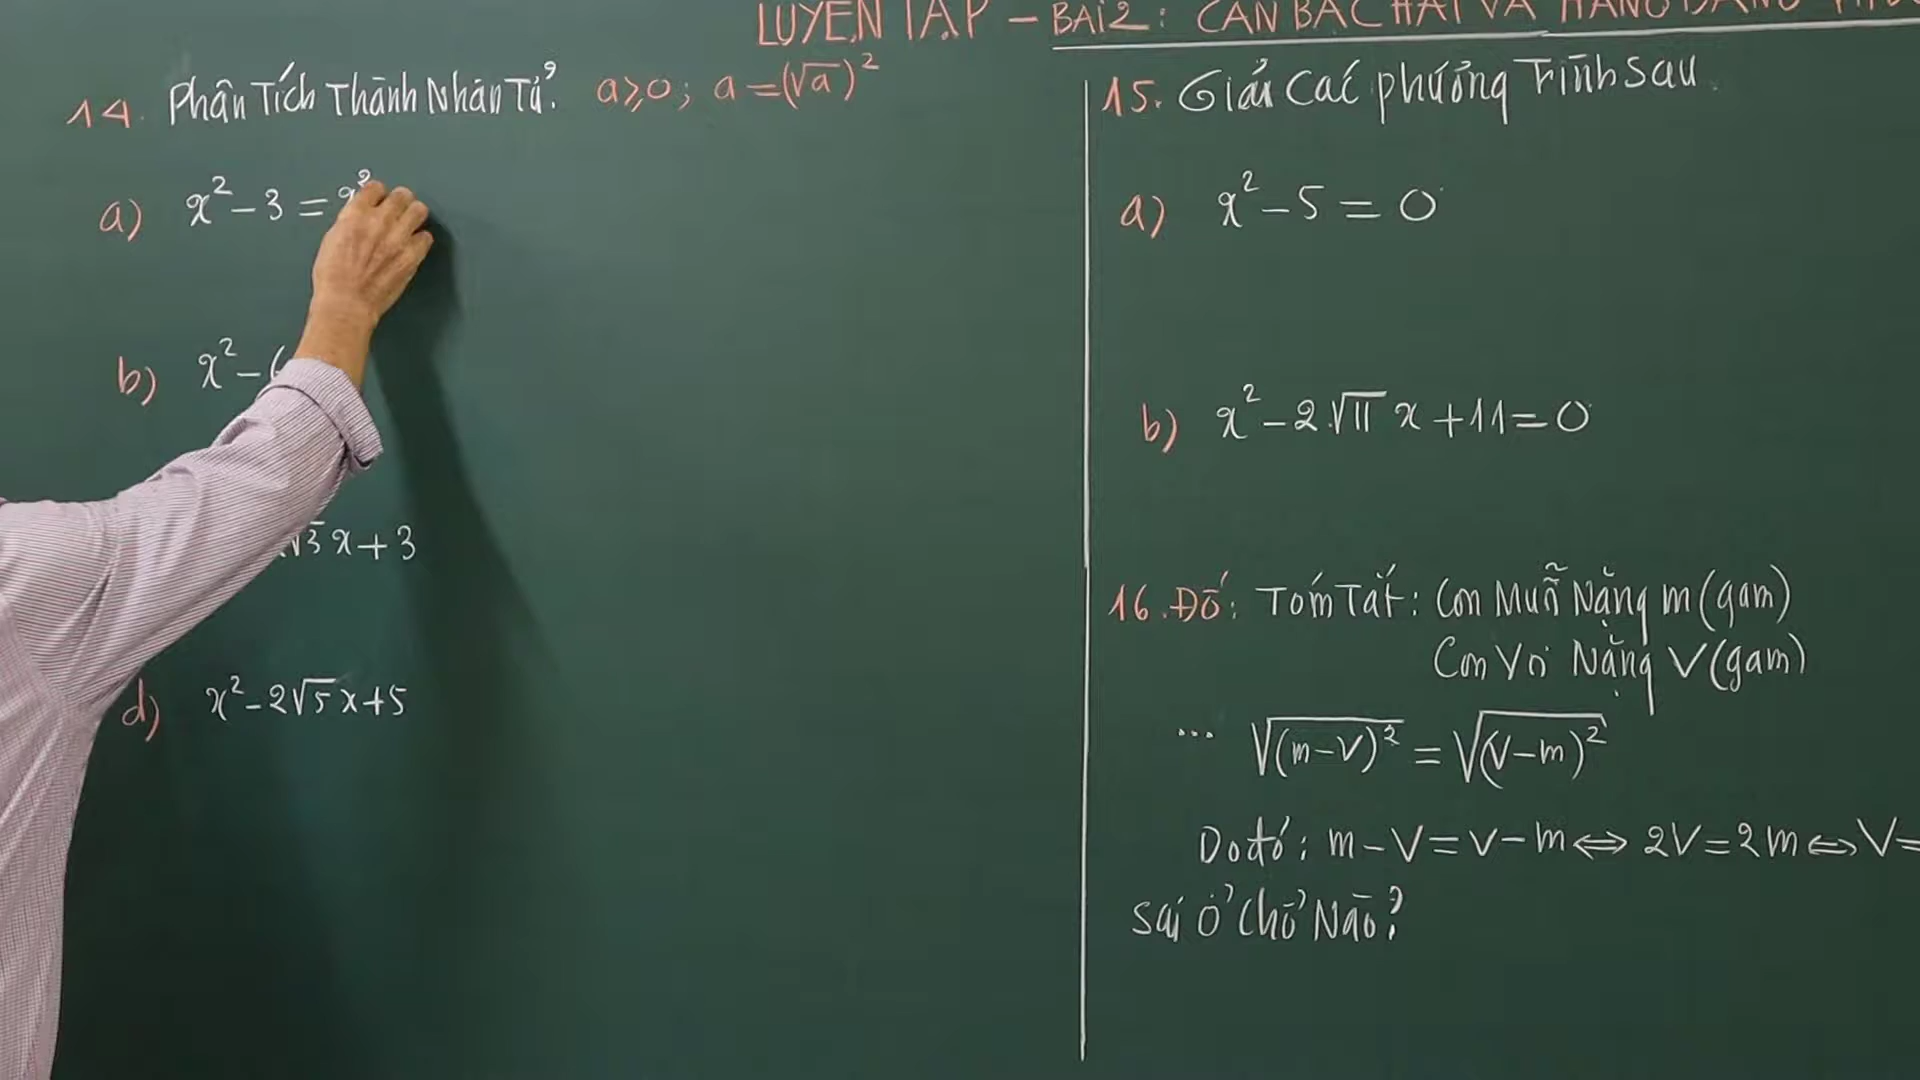 LUYỆN TẬP - BÀI 2: CĂN BẬC HAI VÀ HẰNG ĐẲNG
14. Phân Tích Thành Nhân Tử? a ≥ 0; a = (√a)²
a) x² - 3 = x²
b) x² - 
√3 x + 3
d) x² - 2√5 x + 5
15. Giải Các phương Trình Sau
a) x² - 5 = 0
b) x² - 2.√11 x + 11 = 0
16. Đố: Tóm Tắt: Con Muỗi Nặng m (gam)
Con Voi Nặng V (gam)
... √(m-V)² = √(V-m)²
Do đó: m - V = V - m ⇔ 2V = 2m ⇔ V =
Sai ở chỗ Nào?